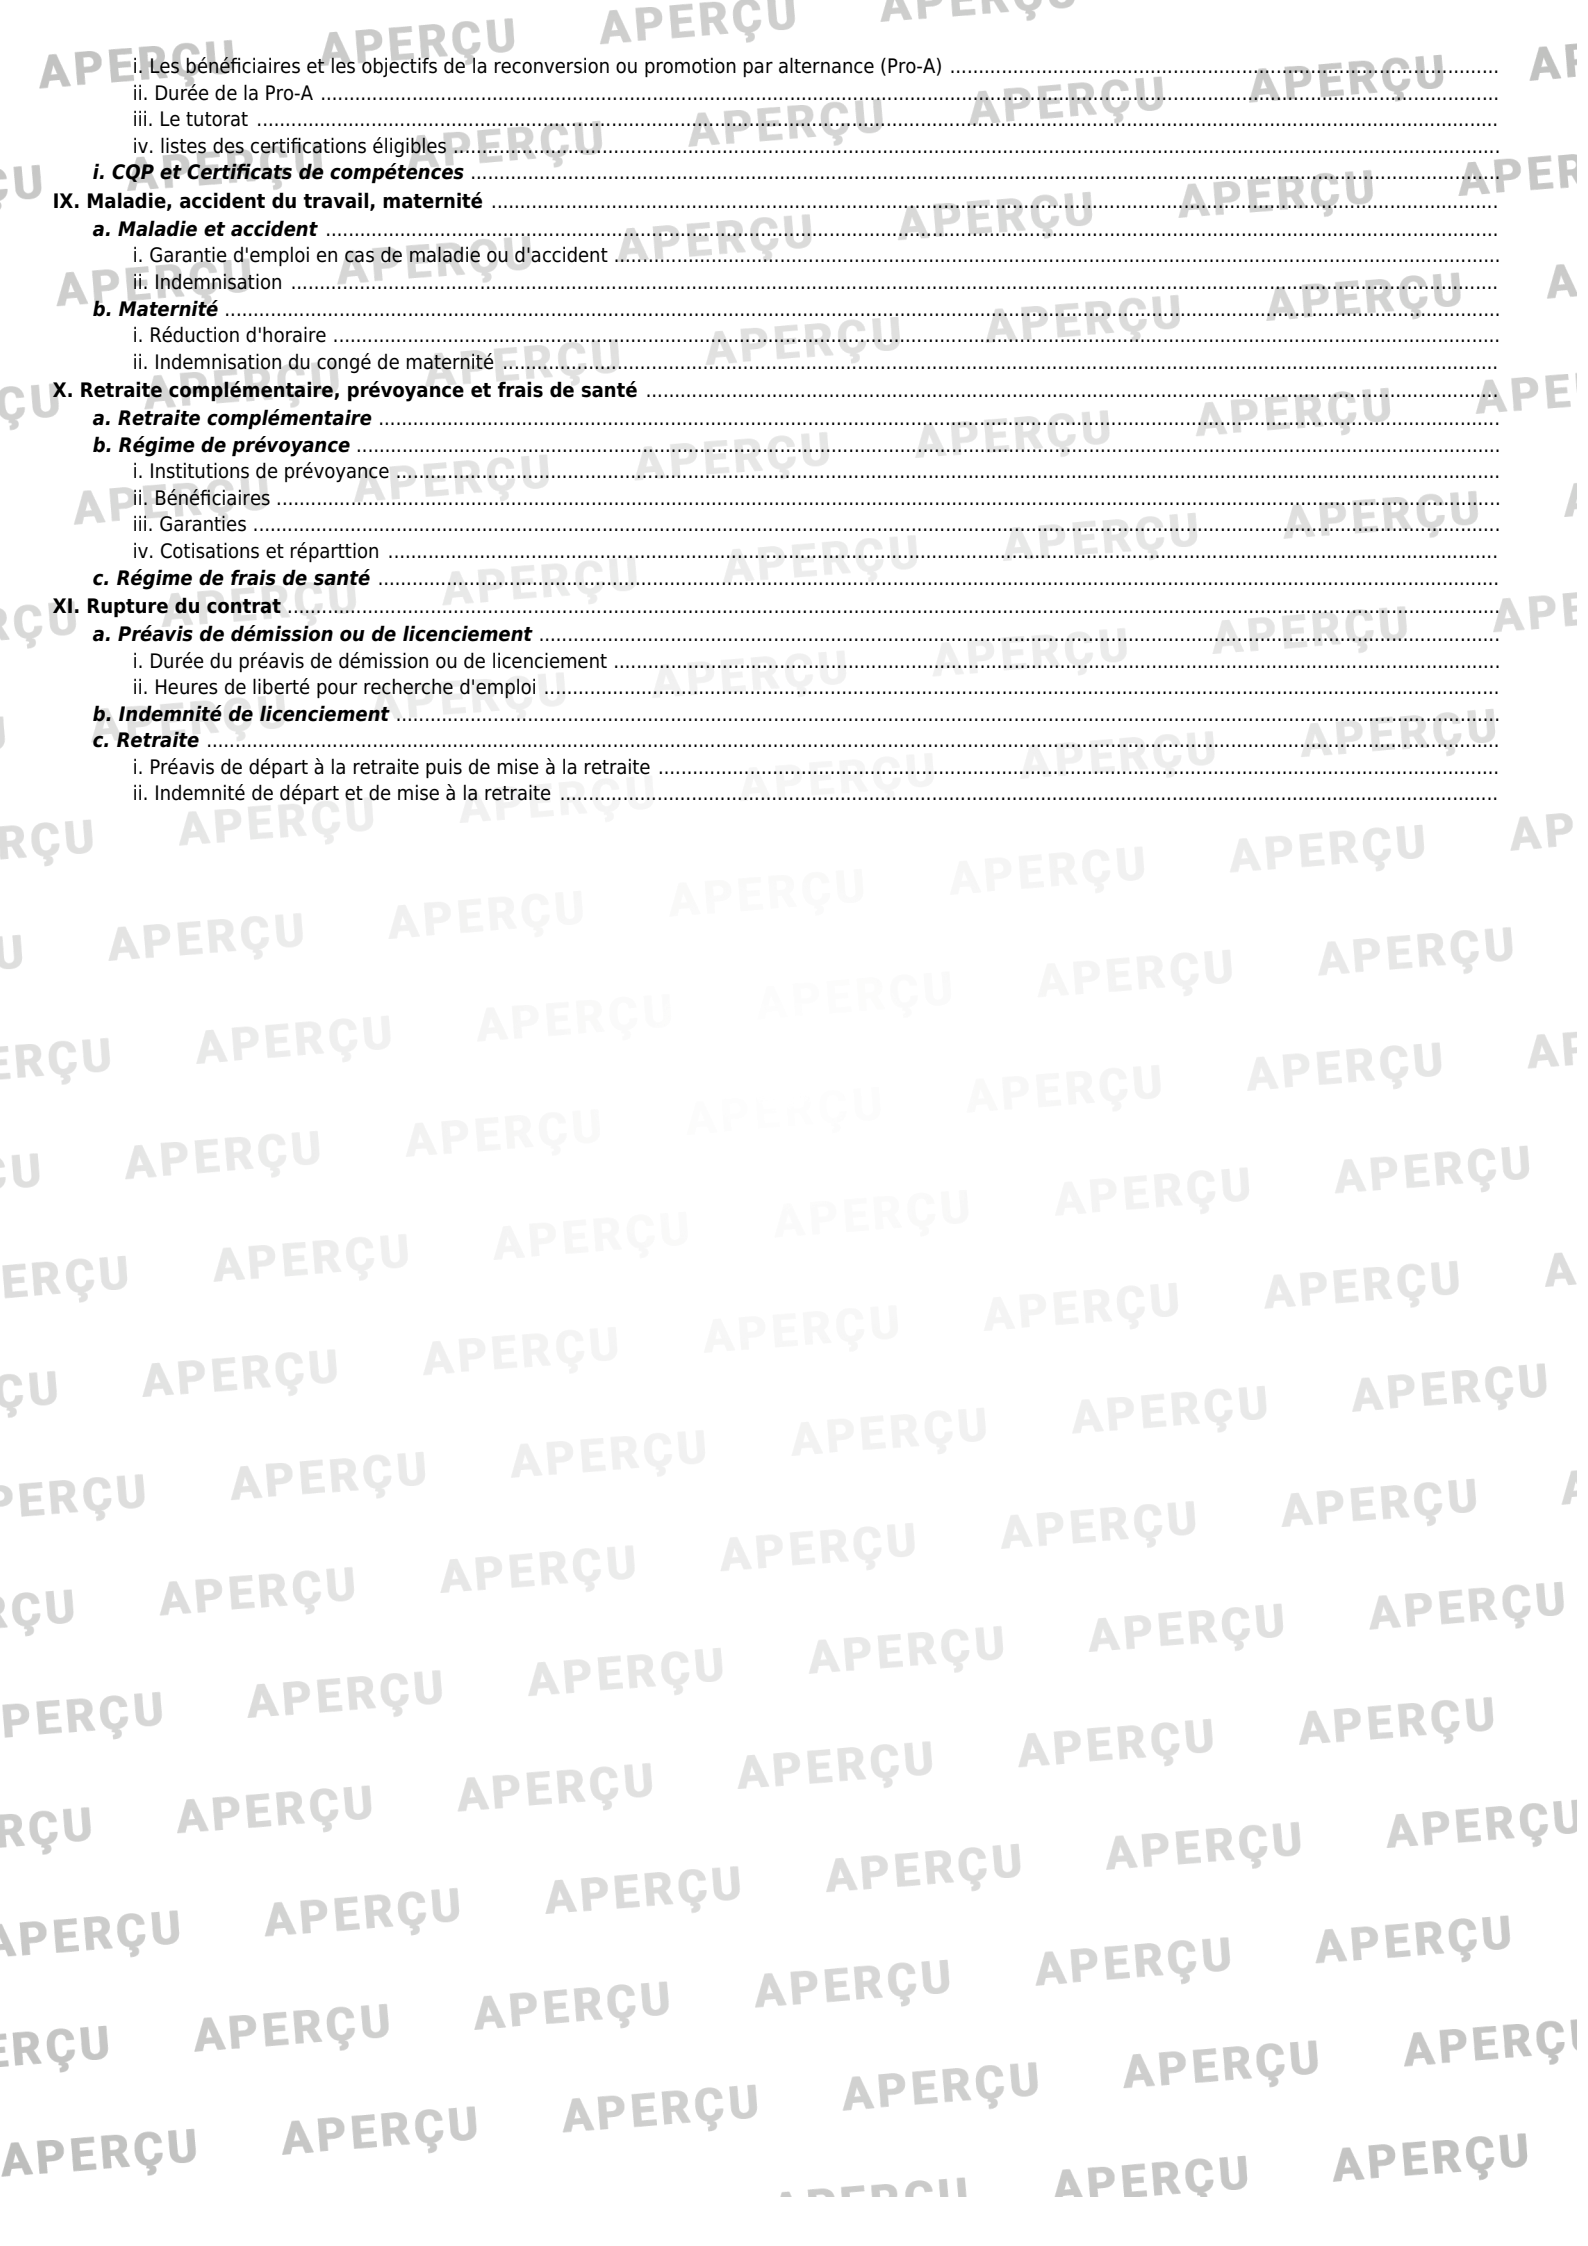 i. Les bénéficiaires et les objectifs de la reconversion ou promotion par alternance (Pro-A)
ii. Durée de la Pro-A
iii. Le tutorat
iv. listes des certifications éligibles
i. CQP et Certificats de compétences
IX. Maladie, accident du travail, maternité
a. Maladie et accident
i. Garantie d'emploi en cas de maladie ou d'accident
ii. Indemnisation
b. Maternité
i. Réduction d'horaire
ii. Indemnisation du congé de maternité
X. Retraite complémentaire, prévoyance et frais de santé
a. Retraite complémentaire
b. Régime de prévoyance
i. Institutions de prévoyance
ii. Bénéficiaires
iii. Garanties
iv. Cotisations et réparttion
c. Régime de frais de santé
XI. Rupture du contrat
a. Préavis de démission ou de licenciement
i. Durée du préavis de démission ou de licenciement
ii. Heures de liberté pour recherche d'emploi
b. Indemnité de licenciement
c. Retraite
i. Préavis de départ à la retraite puis de mise à la retraite
ii. Indemnité de départ et de mise à la retraite
APERÇU